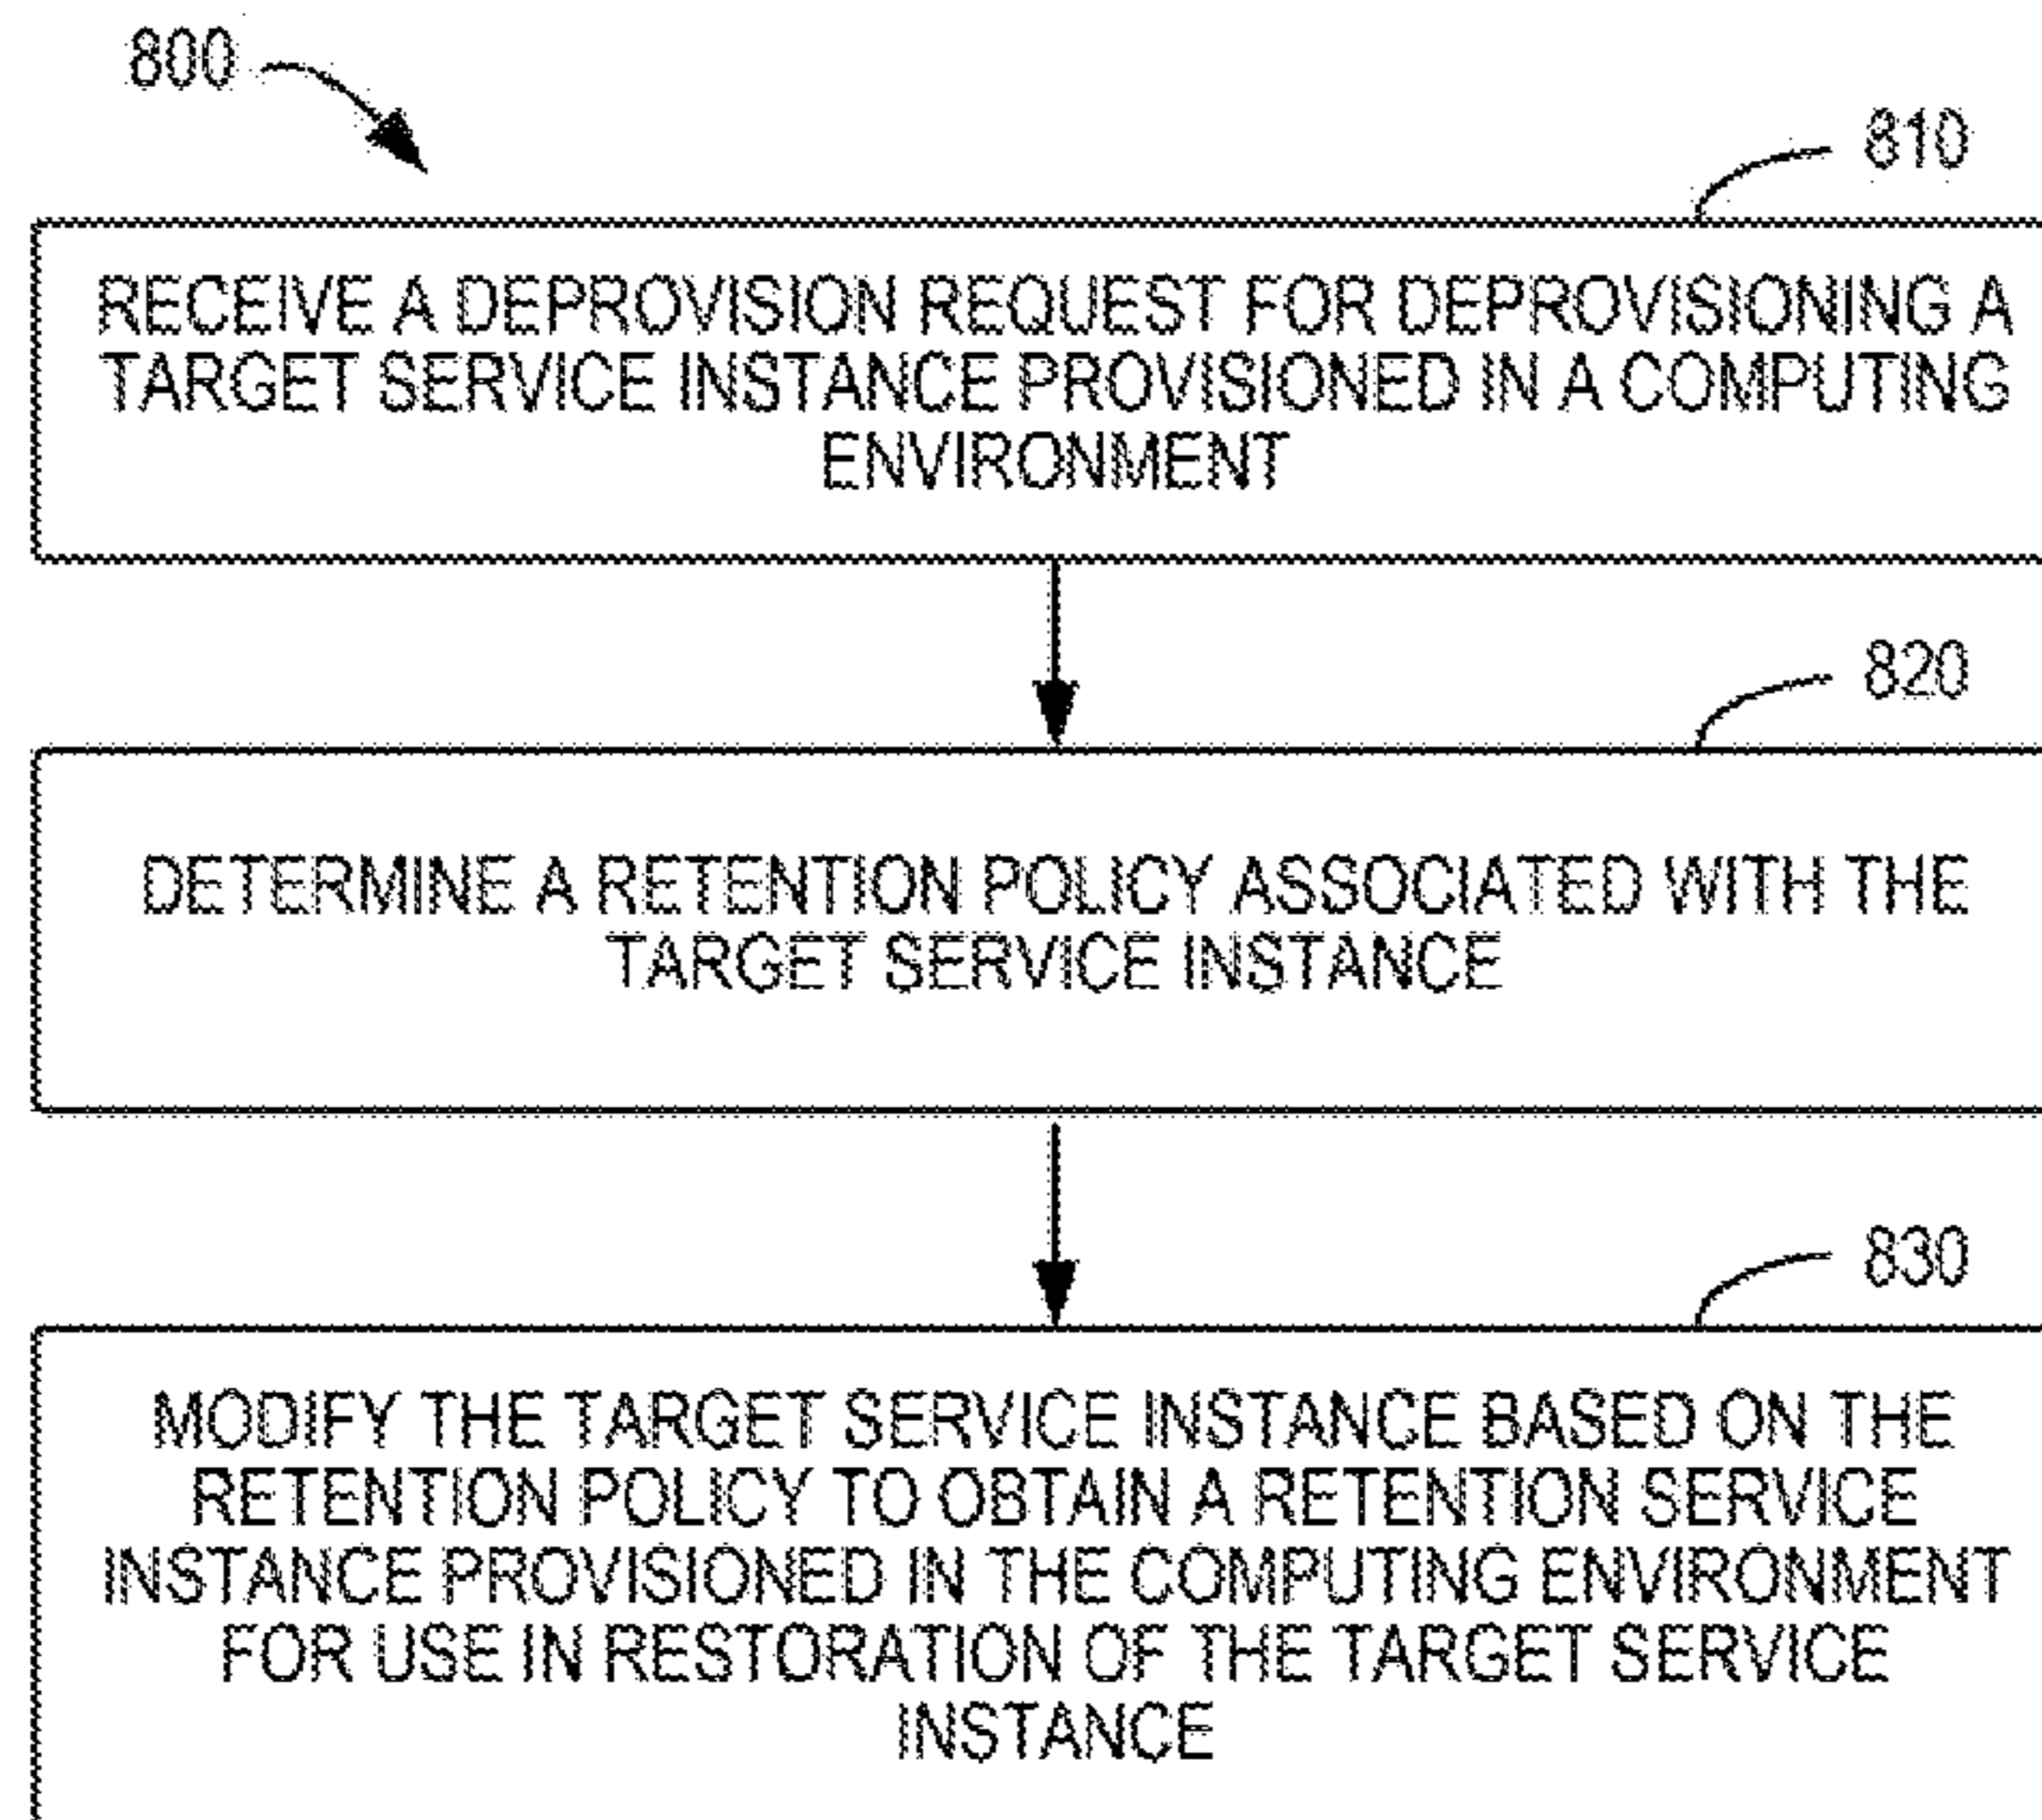 800
810
RECEIVE A DEPROVISION REQUEST FOR DEPROVISIONING A
TARGET SERVICE INSTANCE PROVISIONED IN A COMPUTING
ENVIRONMENT
820
DETERMINE A RETENTION POLICY ASSOCIATED WITH THE
TARGET SERVICE INSTANCE
830
MODIFY THE TARGET SERVICE INSTANCE BASED ON THE
RETENTION POLICY TO OBTAIN A RETENTION SERVICE
INSTANCE PROVISIONED IN THE COMPUTING ENVIRONMENT
FOR USE IN RESTORATION OF THE TARGET SERVICE
INSTANCE